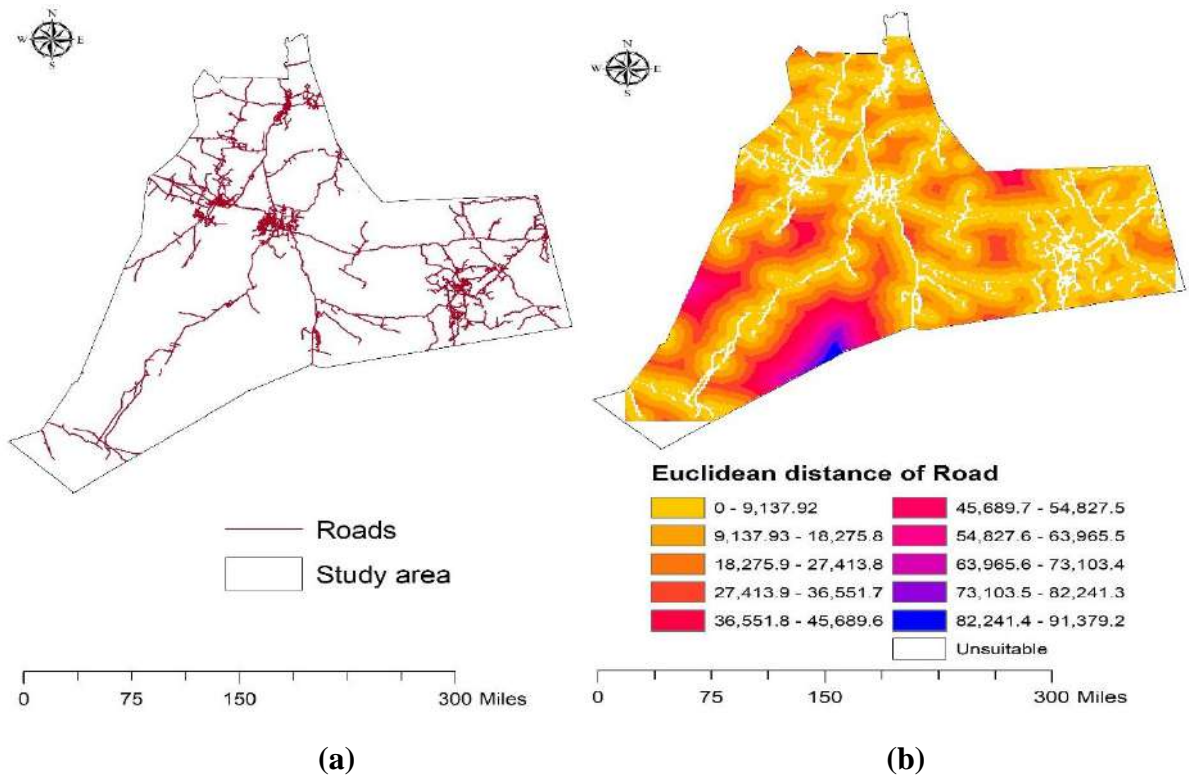 N
W E
S
N
W E
S
Roads
Study area
0 75 150 300 Miles
(a)
Euclidean distance of Road
0 - 9,137.92
9,137.93 - 18,275.8
18,275.9 - 27,413.8
27,413.9 - 36,551.7
36,551.8 - 45,689.6
45,689.7 - 54,827.5
54,827.6 - 63,965.5
63,965.6 - 73,103.4
73,103.5 - 82,241.3
82,241.4 - 91,379.2
Unsuitable
0 75 150 300 Miles
(b)